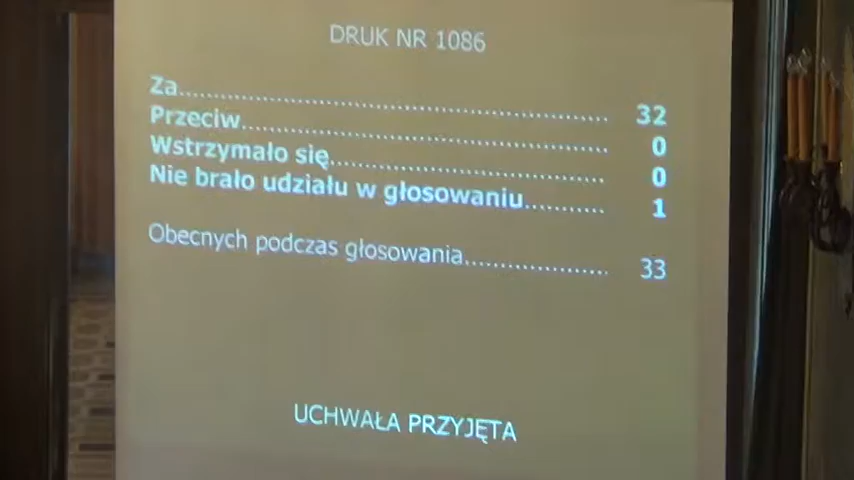 DRUK NR 1086
Za.................................................................. 32
Przeciw.......................................................... 0
Wstrzymało się............................................. 0
Nie brało udziału w głosowaniu............. 1
Obecnych podczas głosowania...................... 33
UCHWAŁA PRZYJĘTA